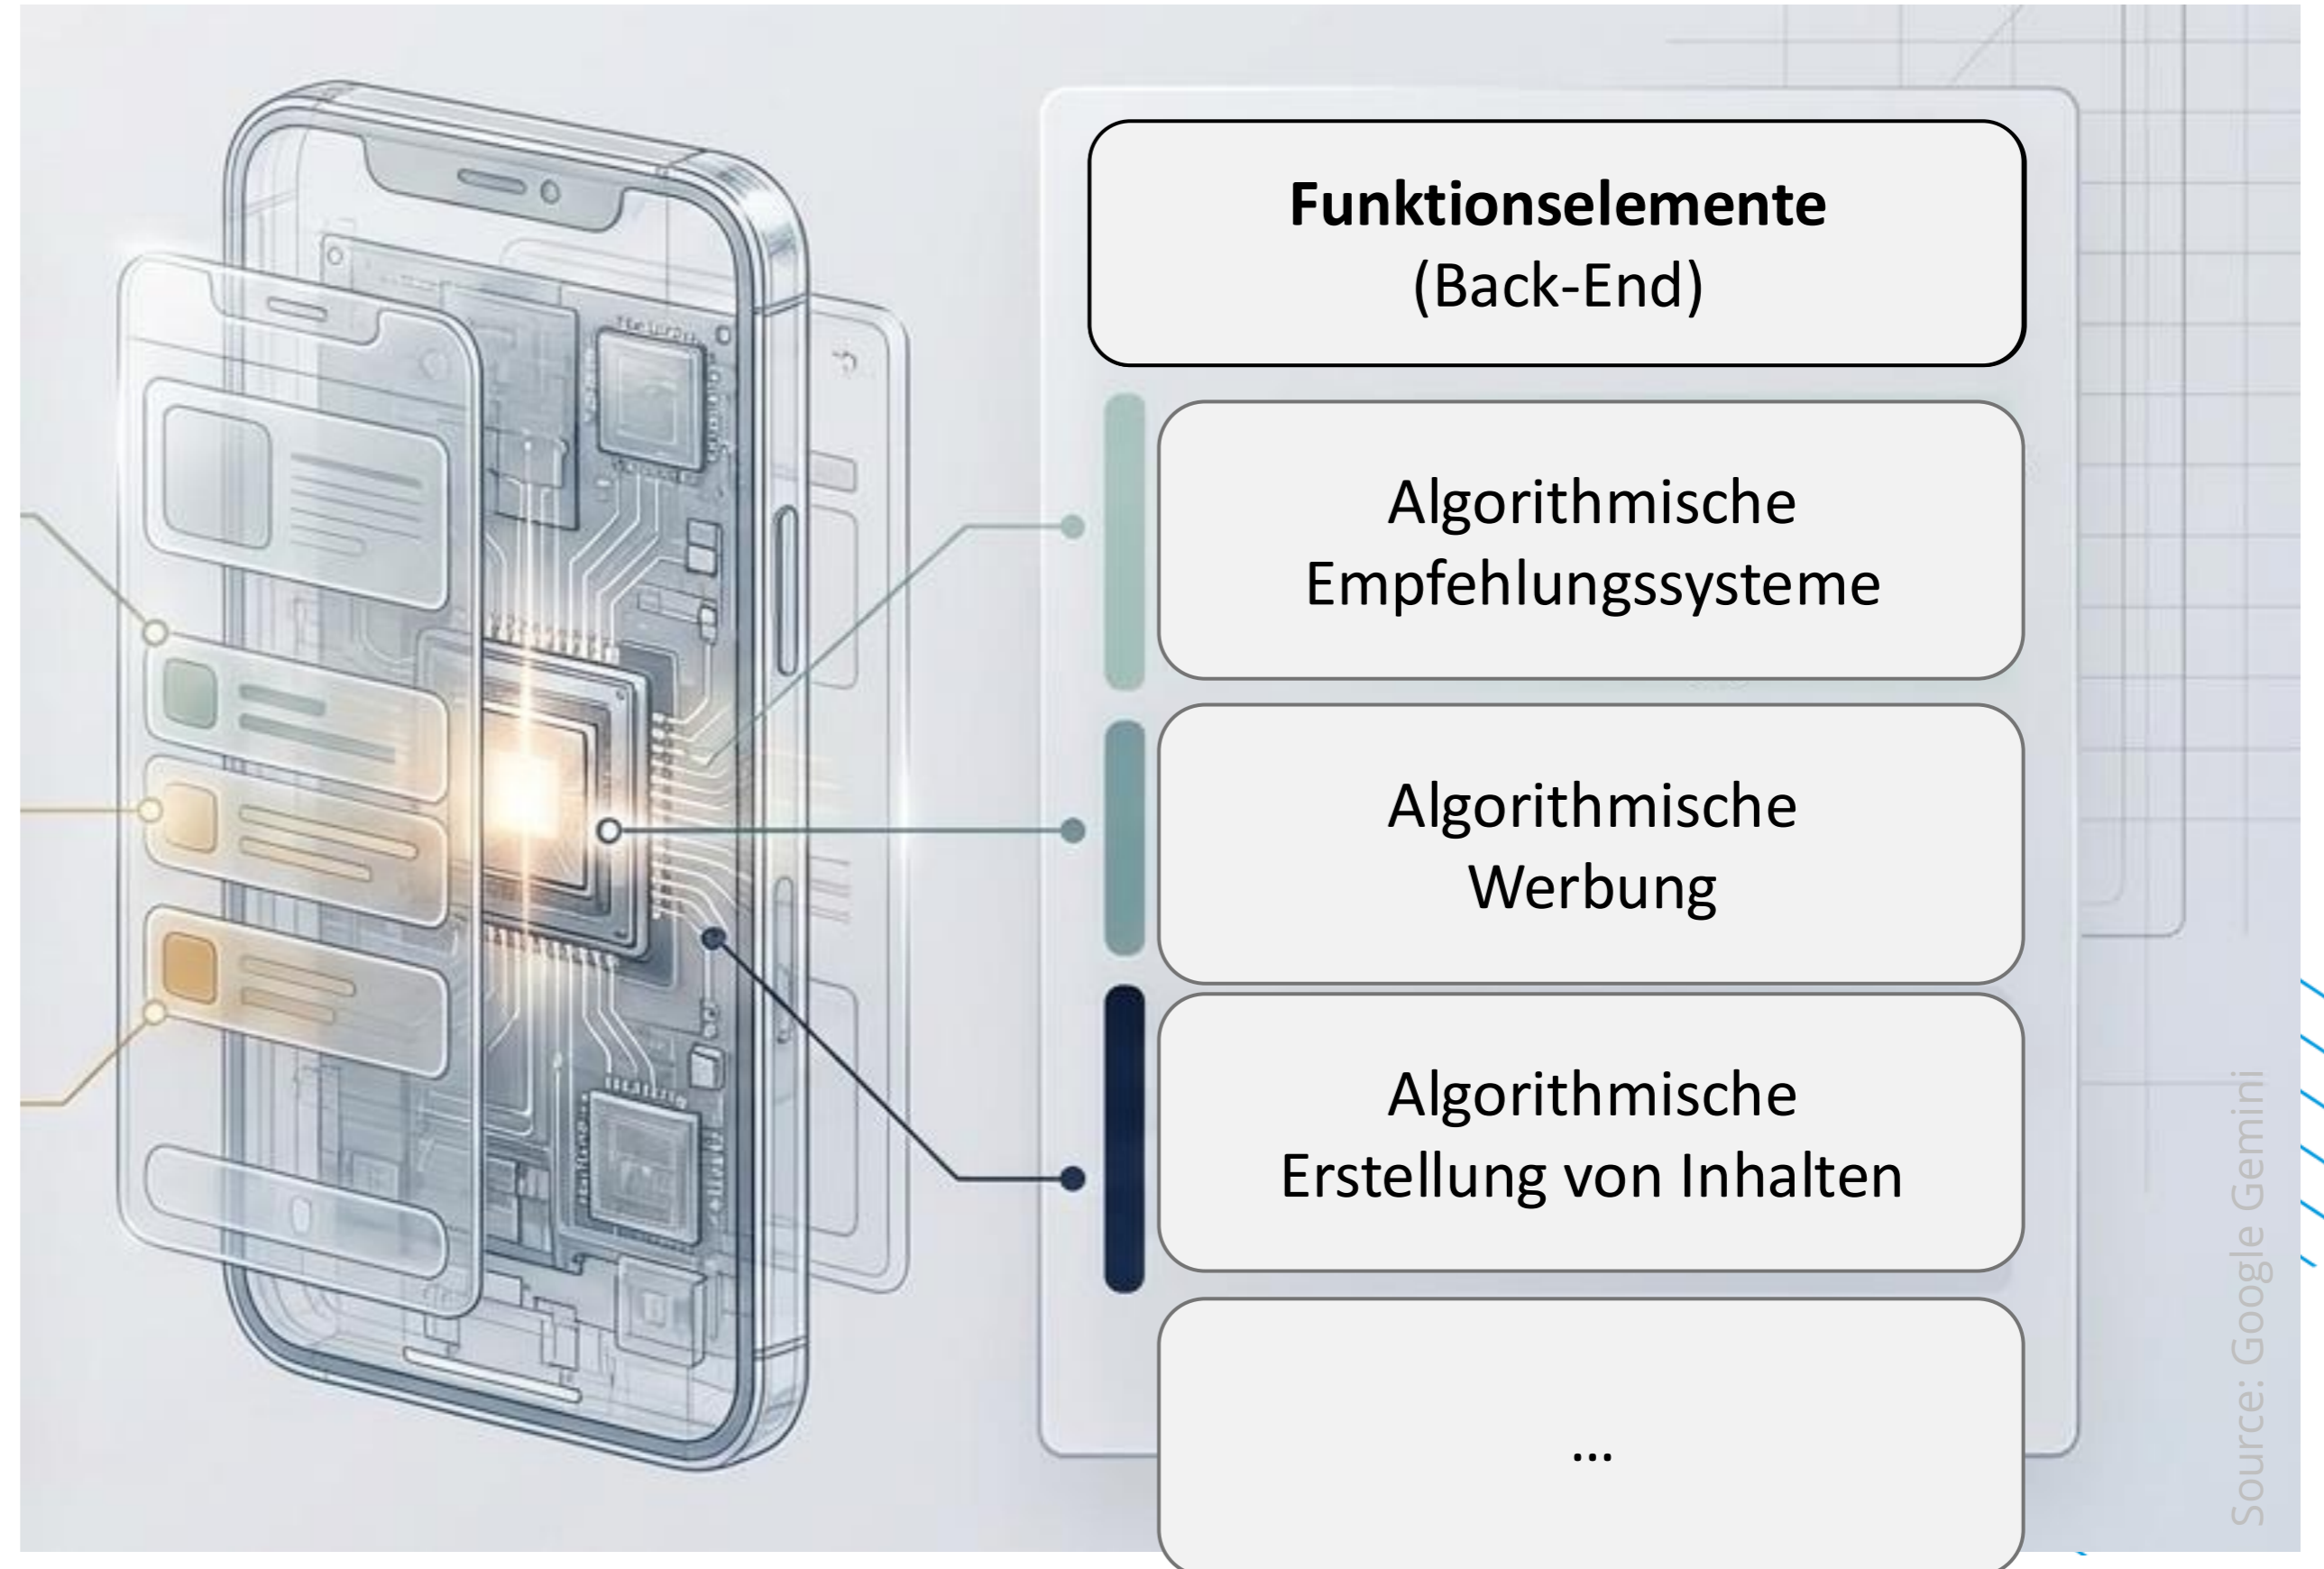 Funktionselemente
(Back-End)
Algorithmische
Empfehlungssysteme
Algorithmische
Werbung
Algorithmische
Erstellung von Inhalten
...
Source: Google Gemini